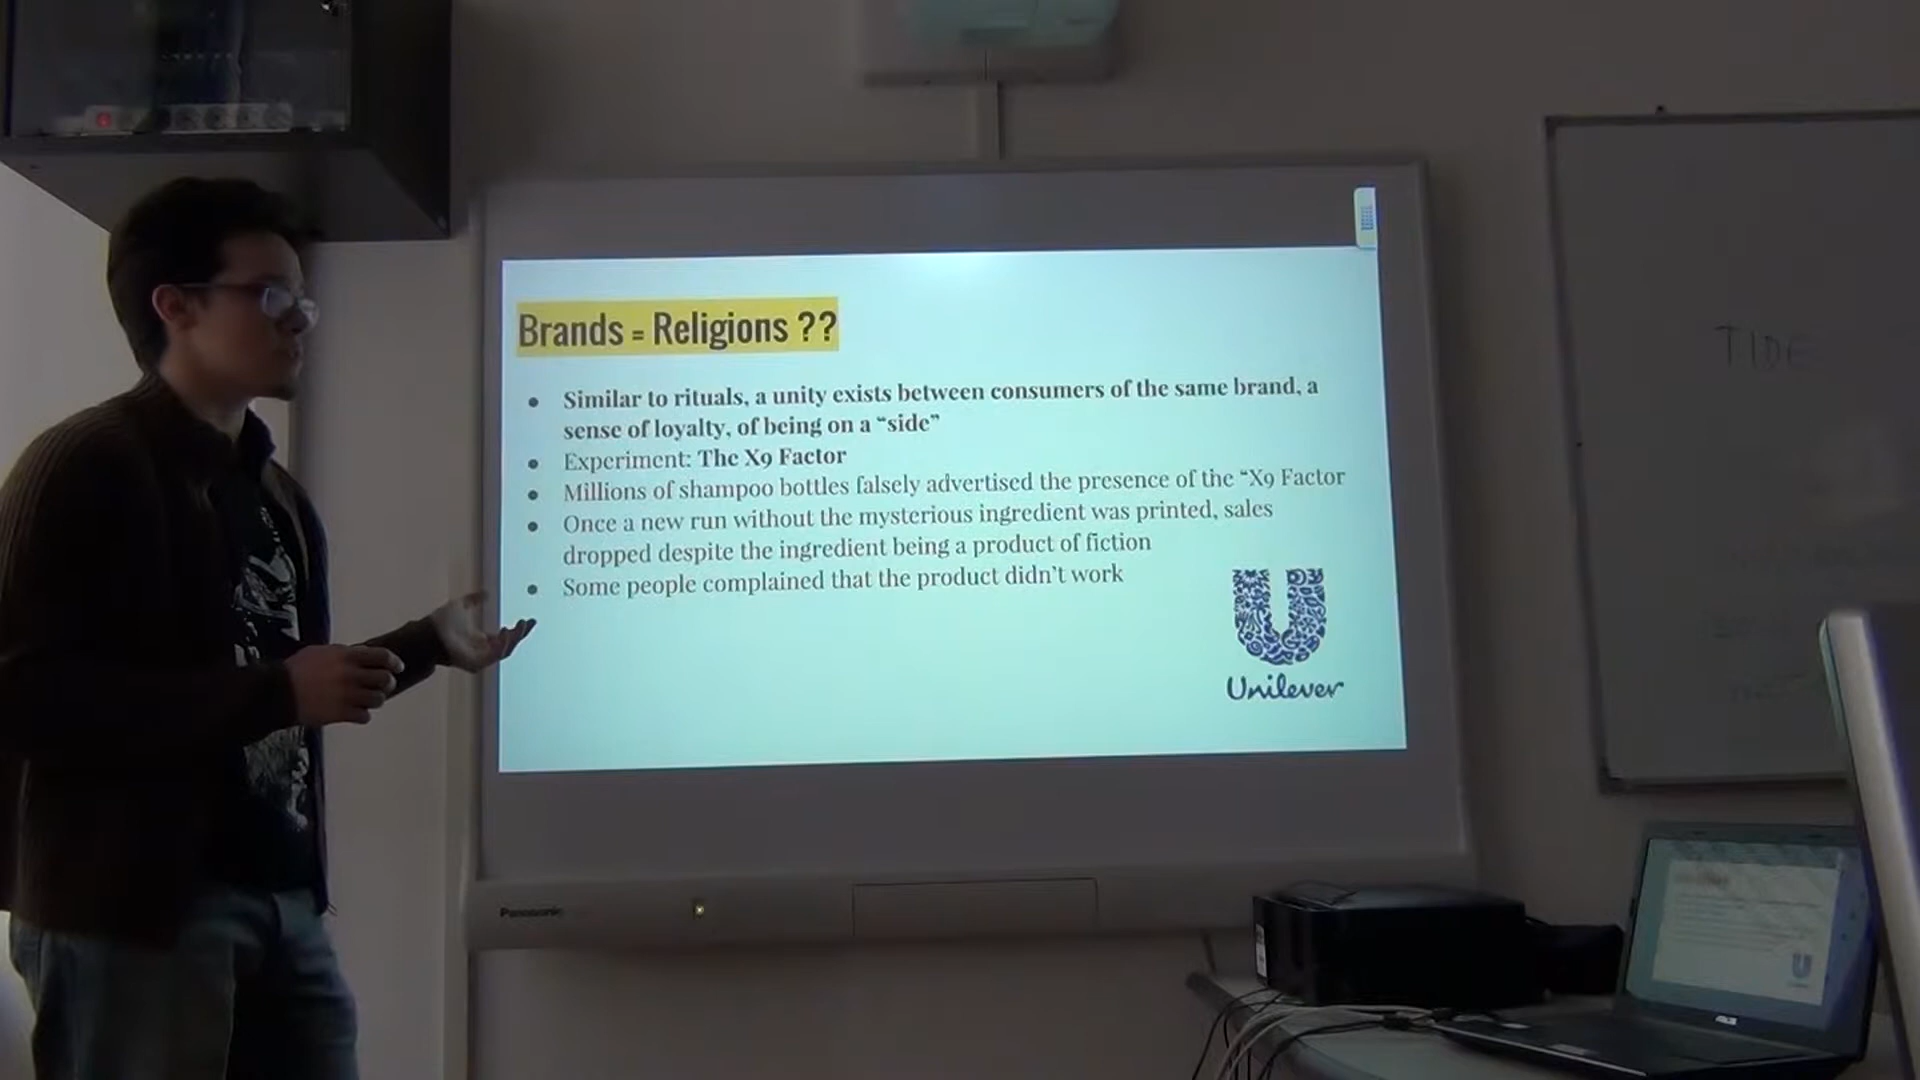 Brands = Religions ??
● Similar to rituals, a unity exists between consumers of the same brand, a
sense of loyalty, of being on a “side”
● Experiment: The X9 Factor
● Millions of shampoo bottles falsely advertised the presence of the “X9 Factor
● Once a new run without the mysterious ingredient was printed, sales
dropped despite the ingredient being a product of fiction
● Some people complained that the product didn’t work
Unilever
Panasonic
TIDE